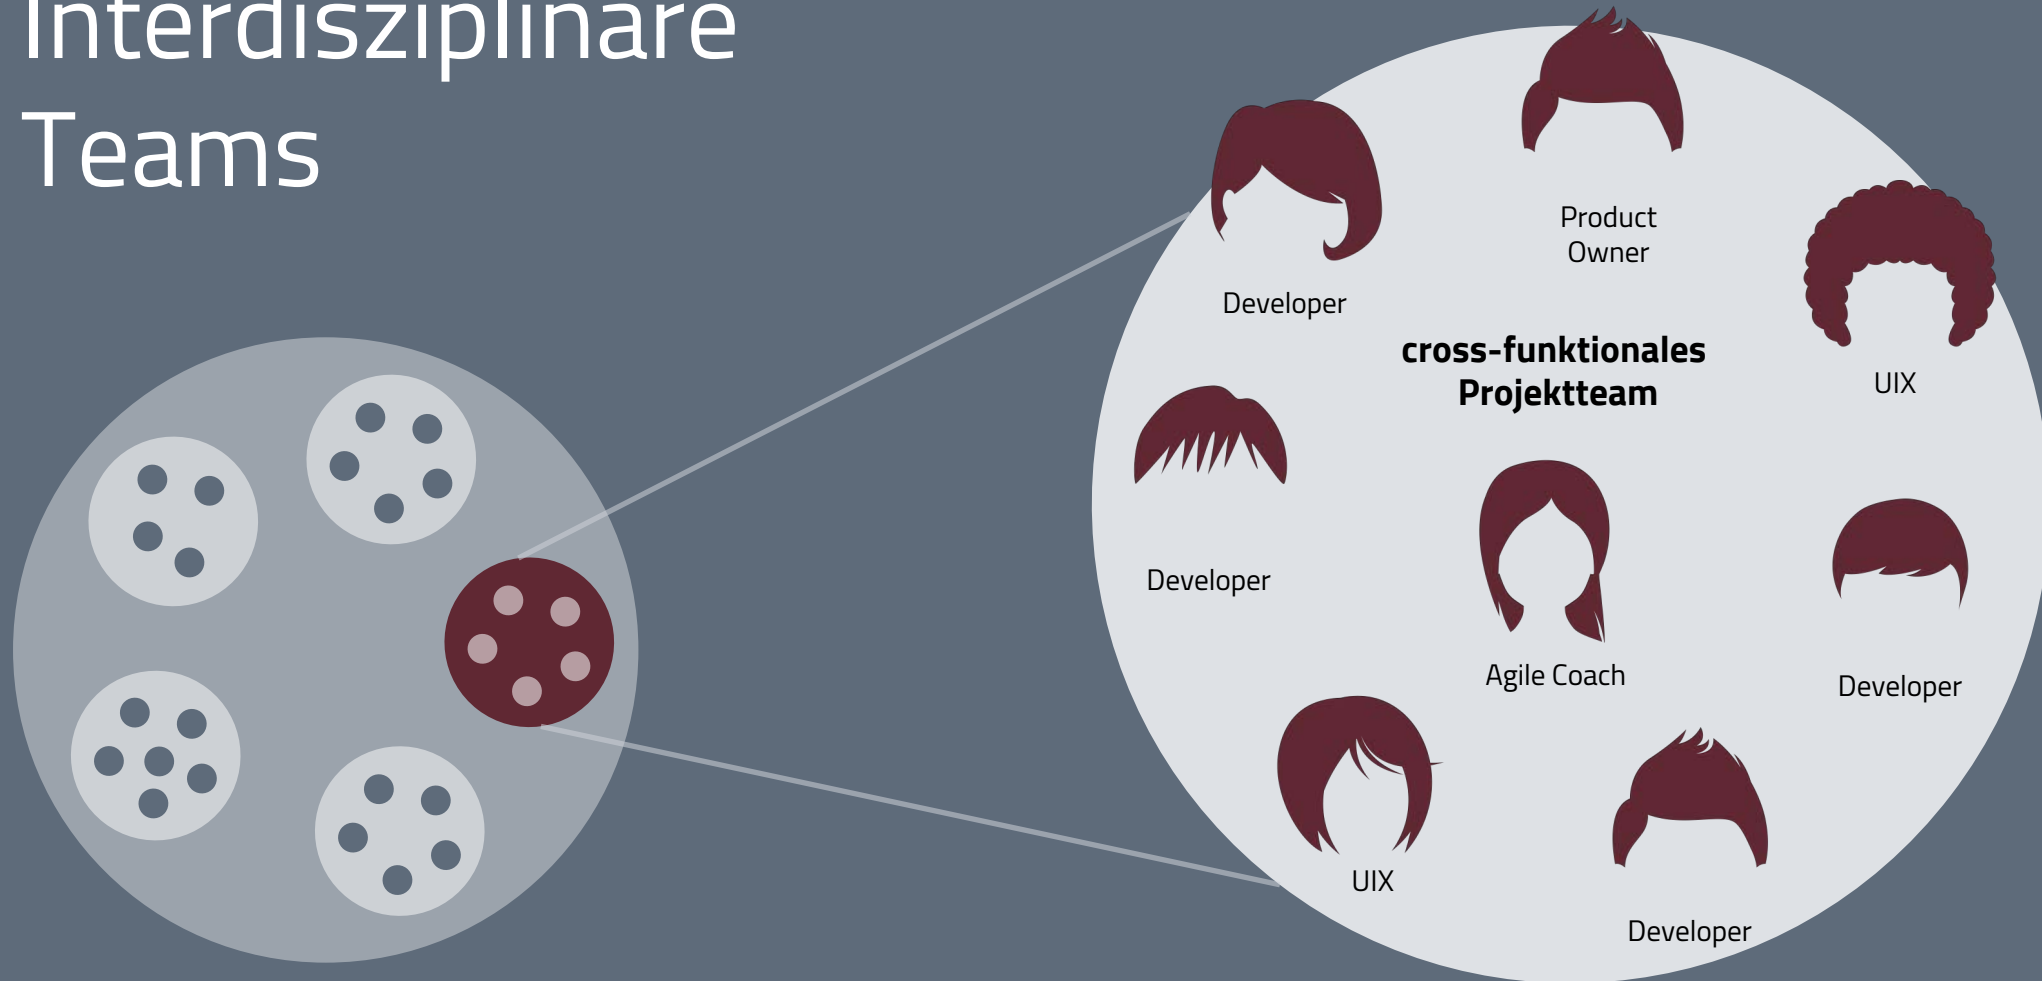 Interdisziplinäre
Teams
Product
Owner
Developer
cross-funktionales
Projektteam
UIX
Developer
Agile Coach
Developer
UIX
Developer